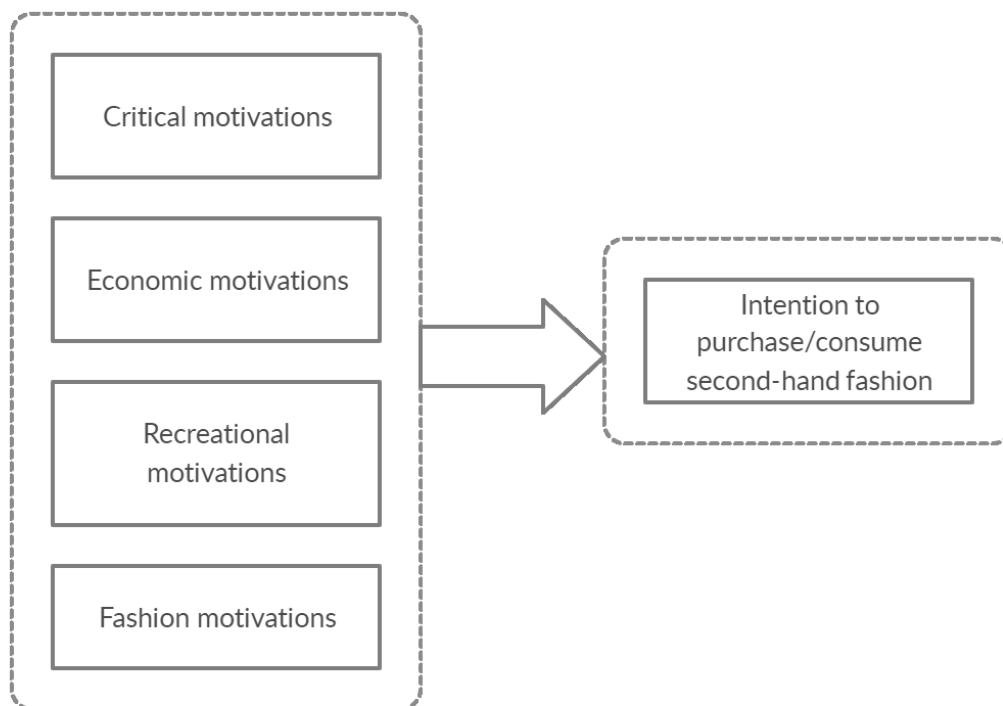 Critical motivations
Economic motivations
Recreational
motivations
Fashion motivations
Intention to
purchase/consume
second-hand fashion